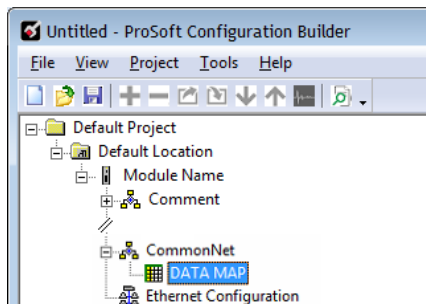 Untitled - ProSoft Configuration Builder
File View Project Tools Help
Default Project
Default Location
Module Name
Comment
CommonNet
DATA MAP
Ethernet Configuration